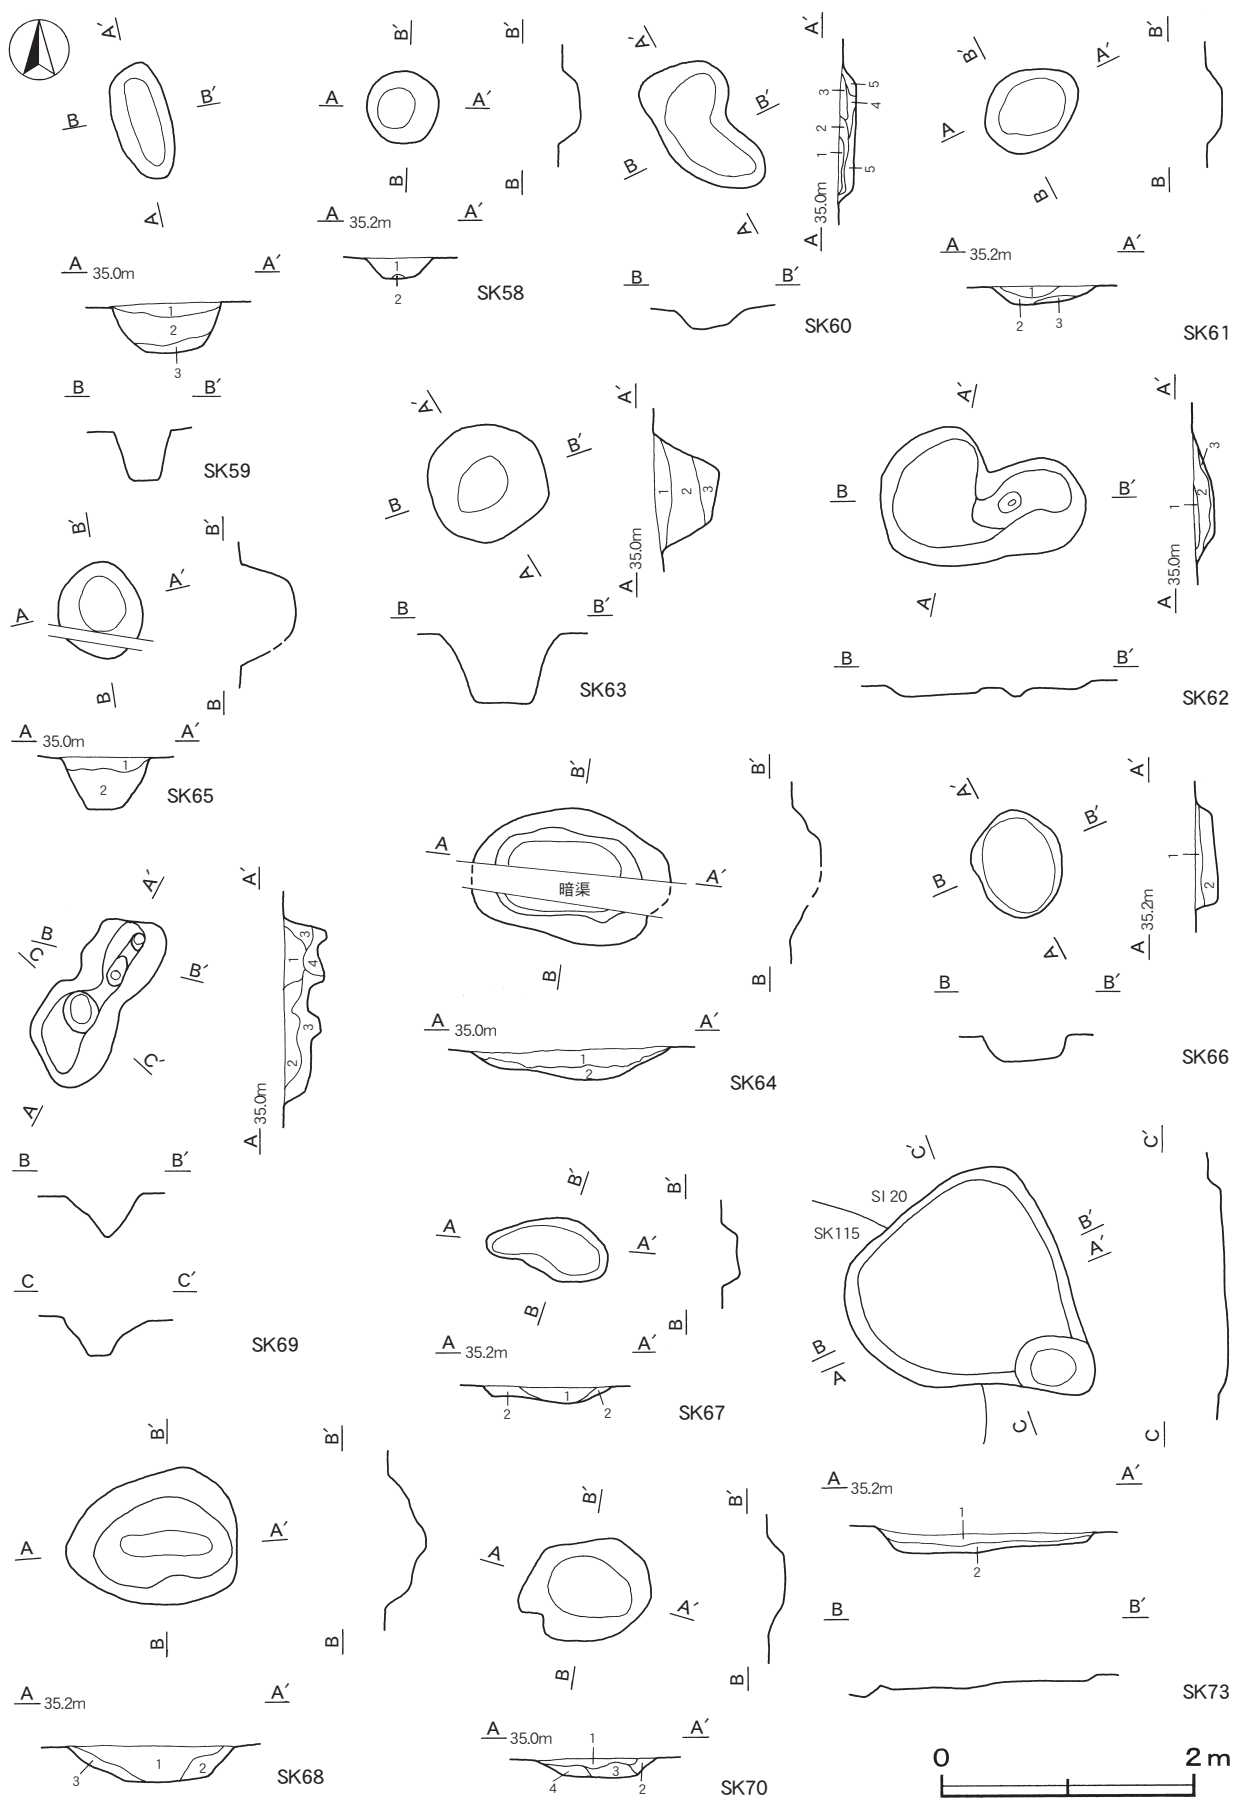 A A′
B B′
A 35.0m A′
1
2
3
B B′
SK59
A A′
B B′
B B′
A 35.2m A′
1
2
SK58
A A′
B B′
A 35.0m A′
1
2
3
4
5
5
B B′
SK60
A A′
B B′
B B′
A 35.2m A′
1
2
3
SK61
A A′
B B′
B B′
A 35.0m A′
1
2
SK65
A A′
B B′
A 35.0m A′
1
2
3
B B′
SK63
A A′
B B′
A 35.0m A′
1
2
3
B B′
SK62
A A′
B B′
暗渠
B B′
A 35.0m A′
1
2
SK64
A A′
B B′
A 35.2m A′
1
2
B B′
SK66
A A′
B B′
C C′
A 35.0m A′
1
2
3
3
4
B B′
C C′
SK69
A A′
B B′
B B′
A 35.2m A′
1
2
2
SK67
SI 20
SK115
A A′
B B′
C C′
C C′
A 35.2m A′
1
2
B B′
SK73
A A′
B B′
B B′
A 35.2m A′
1
2
3
SK68
A A′
B B′
B B′
A 35.0m A′
1
2
3
4
SK70
0 2 m